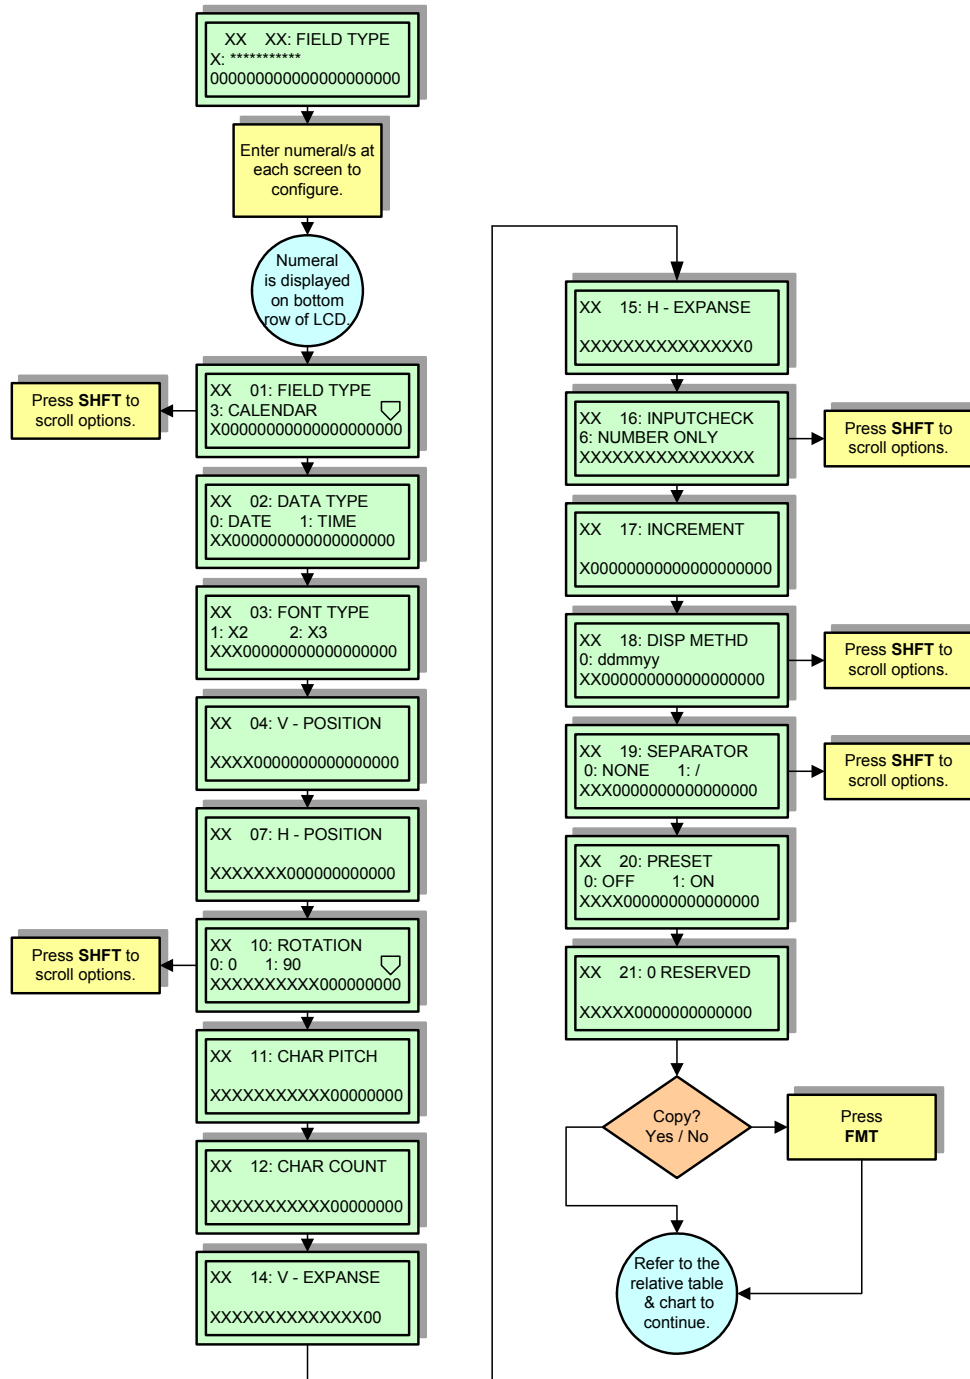 XX XX: FIELD TYPE
X: ***********
000000000000000000000
Enter numeral/s at
each screen to
configure.
Numeral
is displayed
on bottom
row of LCD.
XX 01: FIELD TYPE
3: CALENDAR
X00000000000000000000
Press SHFT to
scroll options.
XX 02: DATA TYPE
0: DATE 1: TIME
XX000000000000000000
XX 03: FONT TYPE
1: X2 2: X3
XXX00000000000000000
XX 04: V - POSITION
XXXX0000000000000000
XX 07: H - POSITION
XXXXXXX000000000000
XX 10: ROTATION
0: 0 1: 90
XXXXXXXXXX000000000
Press SHFT to
scroll options.
XX 11: CHAR PITCH
XXXXXXXXXXX00000000
XX 12: CHAR COUNT
XXXXXXXXXXX00000000
XX 14: V - EXPANSE
XXXXXXXXXXXXXX00
XX 15: H - EXPANSE
XXXXXXXXXXXXXXX0
XX 16: INPUTCHECK
6: NUMBER ONLY
XXXXXXXXXXXXXXXX
Press SHFT to
scroll options.
XX 17: INCREMENT
X00000000000000000000
XX 18: DISP METHD
0: ddmmyy
XX000000000000000000
Press SHFT to
scroll options.
XX 19: SEPARATOR
0: NONE 1: /
XXX0000000000000000
Press SHFT to
scroll options.
XX 20: PRESET
0: OFF 1: ON
XXXX000000000000000
XX 21: 0 RESERVED
XXXXX0000000000000
Copy?
Yes / No
Press
FMT
Refer to the
relative table
& chart to
continue.